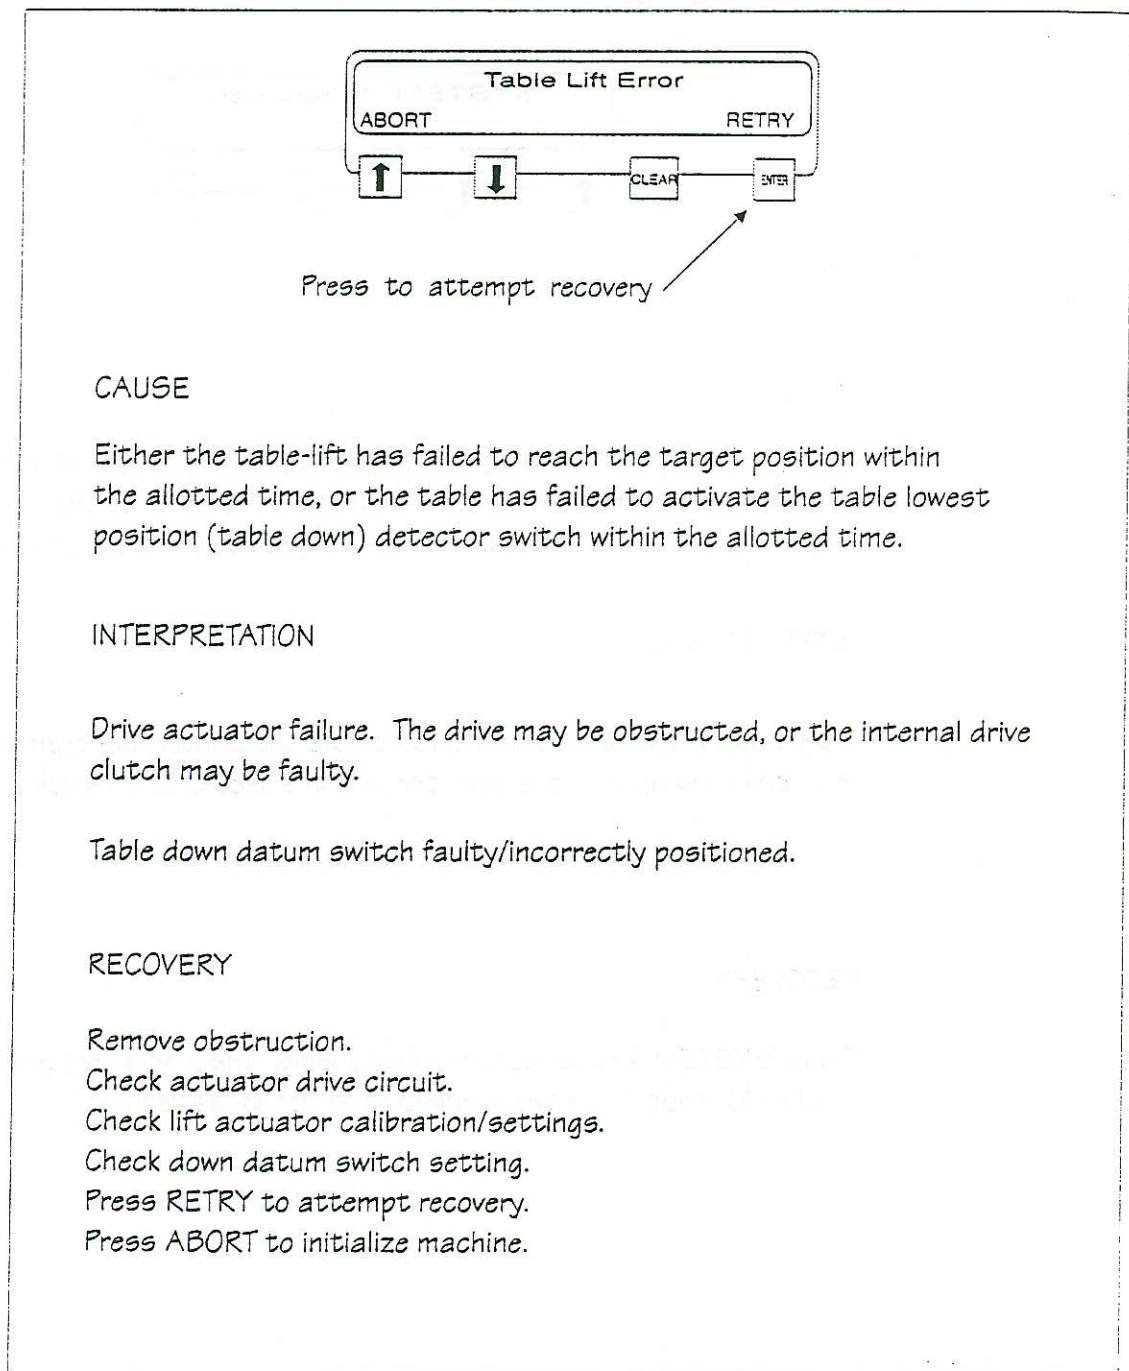 Table Lift Error
ABORT RETRY
CLEAR ENTER
Press to attempt recovery
CAUSE
Either the table-lift has failed to reach the target position within
the allotted time, or the table has failed to activate the table lowest
position (table down) detector switch within the allotted time.
INTERPRETATION
Drive actuator failure. The drive may be obstructed, or the internal drive
clutch may be faulty.
Table down datum switch faulty/incorrectly positioned.
RECOVERY
Remove obstruction.
Check actuator drive circuit.
Check lift actuator calibration/settings.
Check down datum switch setting.
Press RETRY to attempt recovery.
Press ABORT to initialize machine.